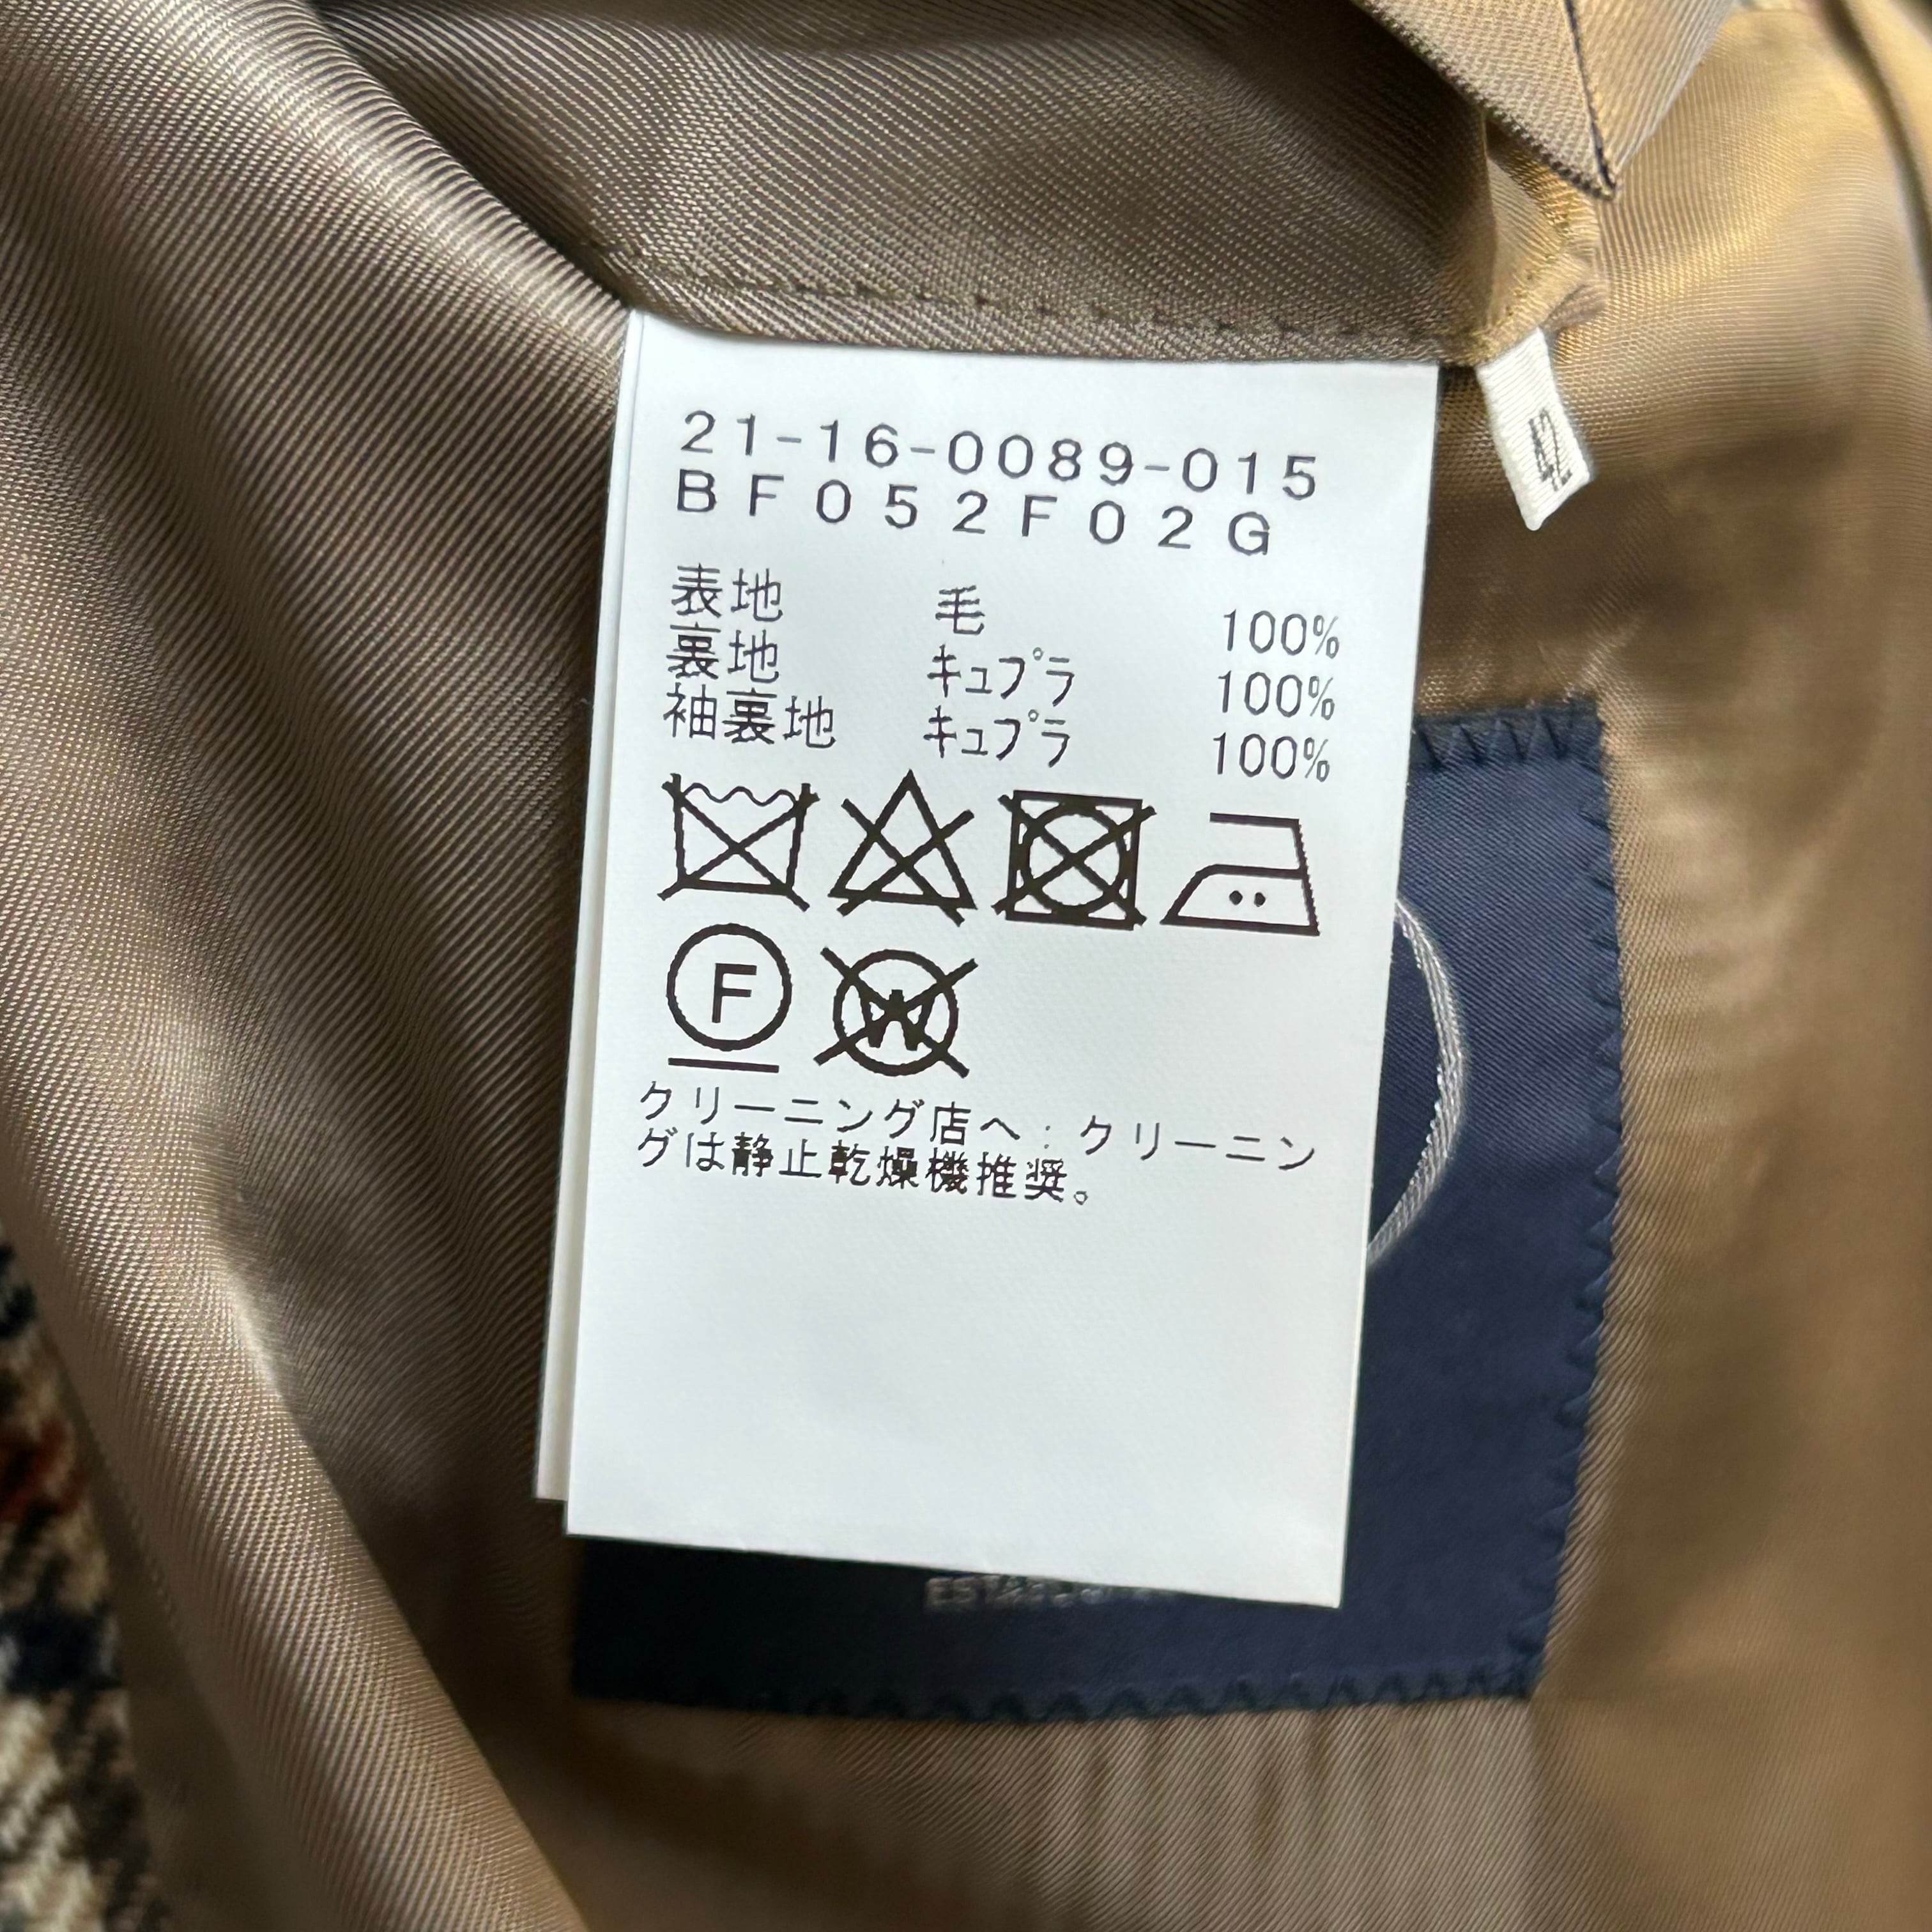 21-16-0089-015
BF052F02G
表地 毛 100%
裏地 キュプラ 100%
袖裏地 キュプラ 100%
F
W
クリーニング店へ:クリーニン
グは静止乾燥機推奨。
42